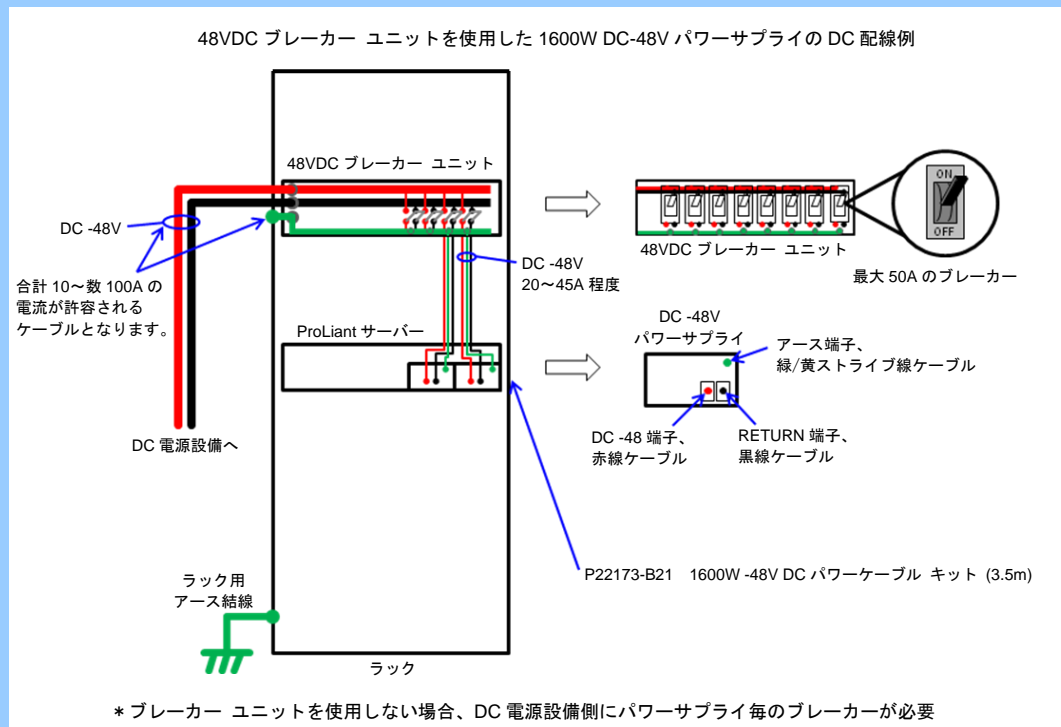 48VDC ブレーカー ユニットを使用した 1600W DC-48V パワーサプライの DC 配線例
48VDC ブレーカー ユニット
DC -48V
合計 10～数 100A の
電流が許容される
ケーブルとなります。
DC 電源設備へ
DC -48V
20～45A 程度
ON
OFF
48VDC ブレーカー ユニット
最大 50A のブレーカー
ProLiant サーバー
DC -48V
パワーサプライ
アース端子、
緑/黄ストライブ線ケーブル
DC -48 端子、
赤線ケーブル
RETURN 端子、
黒線ケーブル
P22173-B21 1600W -48V DC パワーケーブル キット (3.5m)
ラック用
アース結線
ラック
* ブレーカー ユニットを使用しない場合、DC 電源設備側にパワーサプライ毎のブレーカーが必要